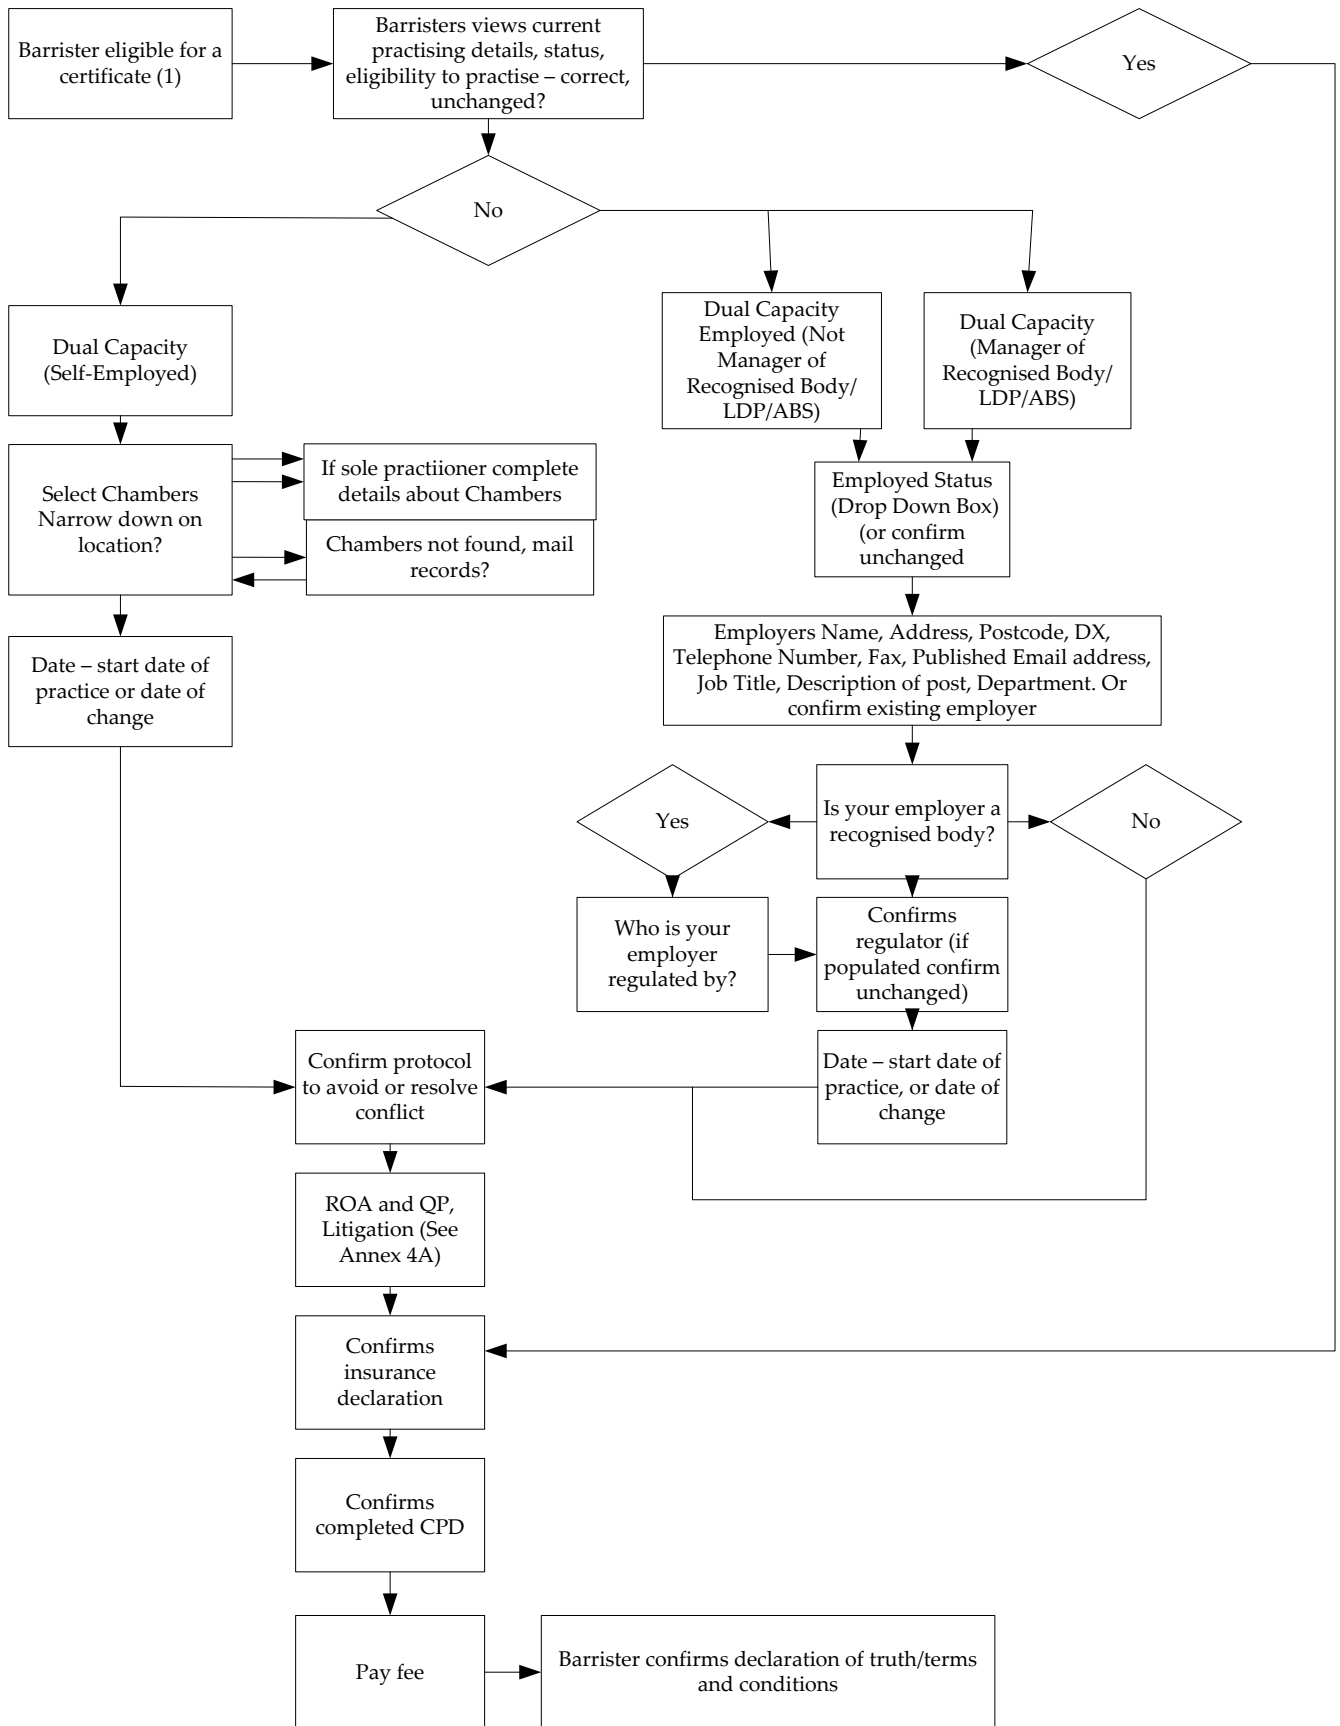 Barrister eligible for a
certificate (1)
Barristers views current
practising details, status,
eligibility to practise – correct,
unchanged?
Yes
No
Dual Capacity
(Self-Employed)
Dual Capacity
Employed (Not
Manager of
Recognised Body/
LDP/ABS)
Dual Capacity
(Manager of
Recognised Body/
LDP/ABS)
Select Chambers
Narrow down on
location?
If sole practiioner complete
details about Chambers
Chambers not found, mail
records?
Employed Status
(Drop Down Box)
(or confirm
unchanged
Date – start date of
practice or date of
change
Employers Name, Address, Postcode, DX,
Telephone Number, Fax, Published Email address,
Job Title, Description of post, Department. Or
confirm existing employer
Yes
Is your employer a
recognised body?
No
Who is your
employer
regulated by?
Confirms
regulator (if
populated confirm
unchanged)
Confirm protocol
to avoid or resolve
conflict
Date – start date of
practice, or date of
change
ROA and QP,
Litigation (See
Annex 4A)
Confirms
insurance
declaration
Confirms
completed CPD
Pay fee
Barrister confirms declaration of truth/terms
and conditions